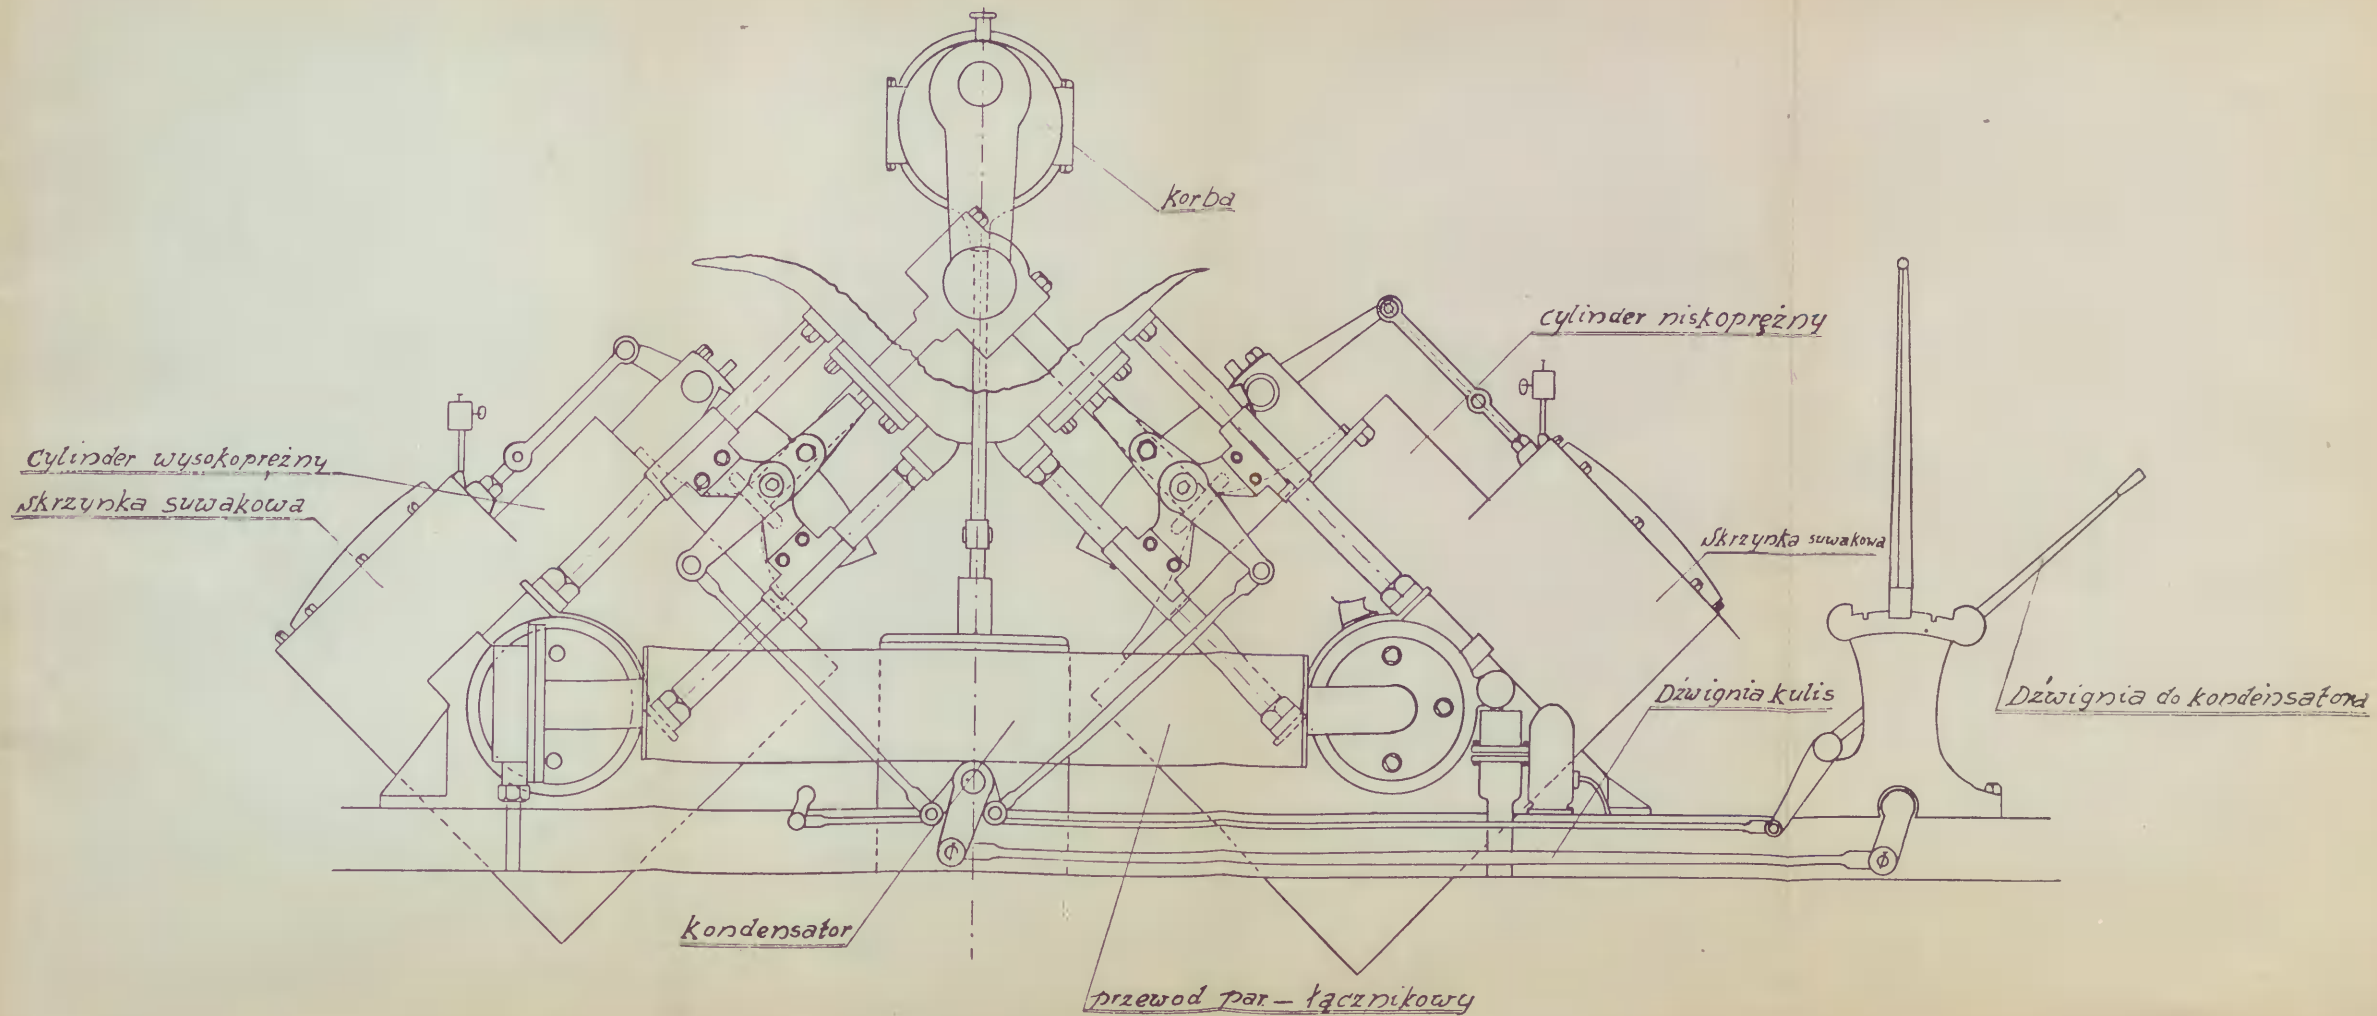 korba
cylinder niskoprężny
Cylinder wysokoprężny
skrzynka suwakowa
skrzynka suwakowa
Dźwignia kulis
Dźwignia do kondensatora
kondensator
przewod par. – łącznikowy